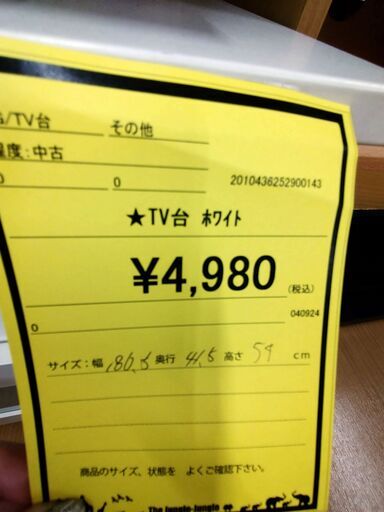 /TV台 その他
程度:中古
0 0
2010436252900143
★TV台 ホワイト
¥4,980
(税込)
0 040924
サイズ:幅 180.5 奥行 41.5 高さ 54 cm
商品のサイズ、状態を よくご確認下さい。
The Jungle-Jungle